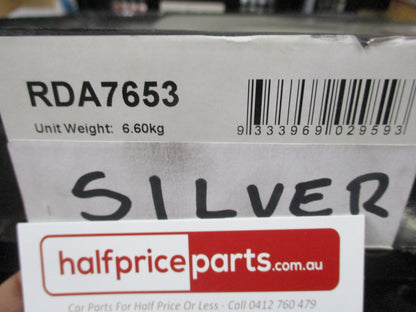 RDA7653
Unit Weight: 6.60kg
9 333969 029593
SILVER
halfpriceparts.com.au
Car Parts For Half Price Or Less - Call 0412 760 479